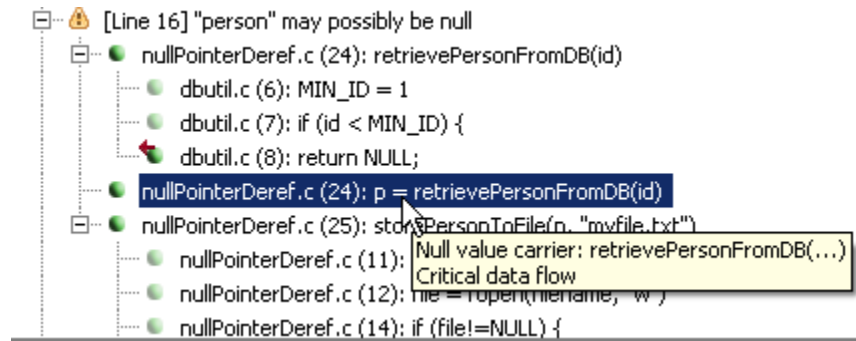 [Line 16] "person" may possibly be null
nullPointerDeref.c (24): retrievePersonFromDB(id)
dbutil.c (6): MIN_ID = 1
dbutil.c (7): if (id < MIN_ID) {
dbutil.c (8): return NULL;
nullPointerDeref.c (24): p = retrievePersonFromDB(id)
nullPointerDeref.c (25): storePersonToFile(p, "myfile.txt")
Null value carrier: retrievePersonFromDB(...)
Critical data flow
nullPointerDeref.c (11):
nullPointerDeref.c (12): file = fopen(filename, "w")
nullPointerDeref.c (14): if (file!=NULL) {